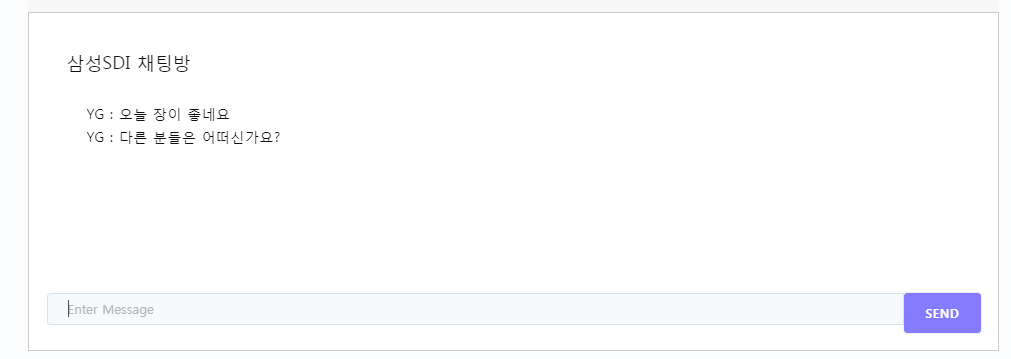 삼성SDI 채팅방
YG : 오늘 장이 좋네요
YG : 다른 분들은 어떠신가요?
Enter Message
SEND